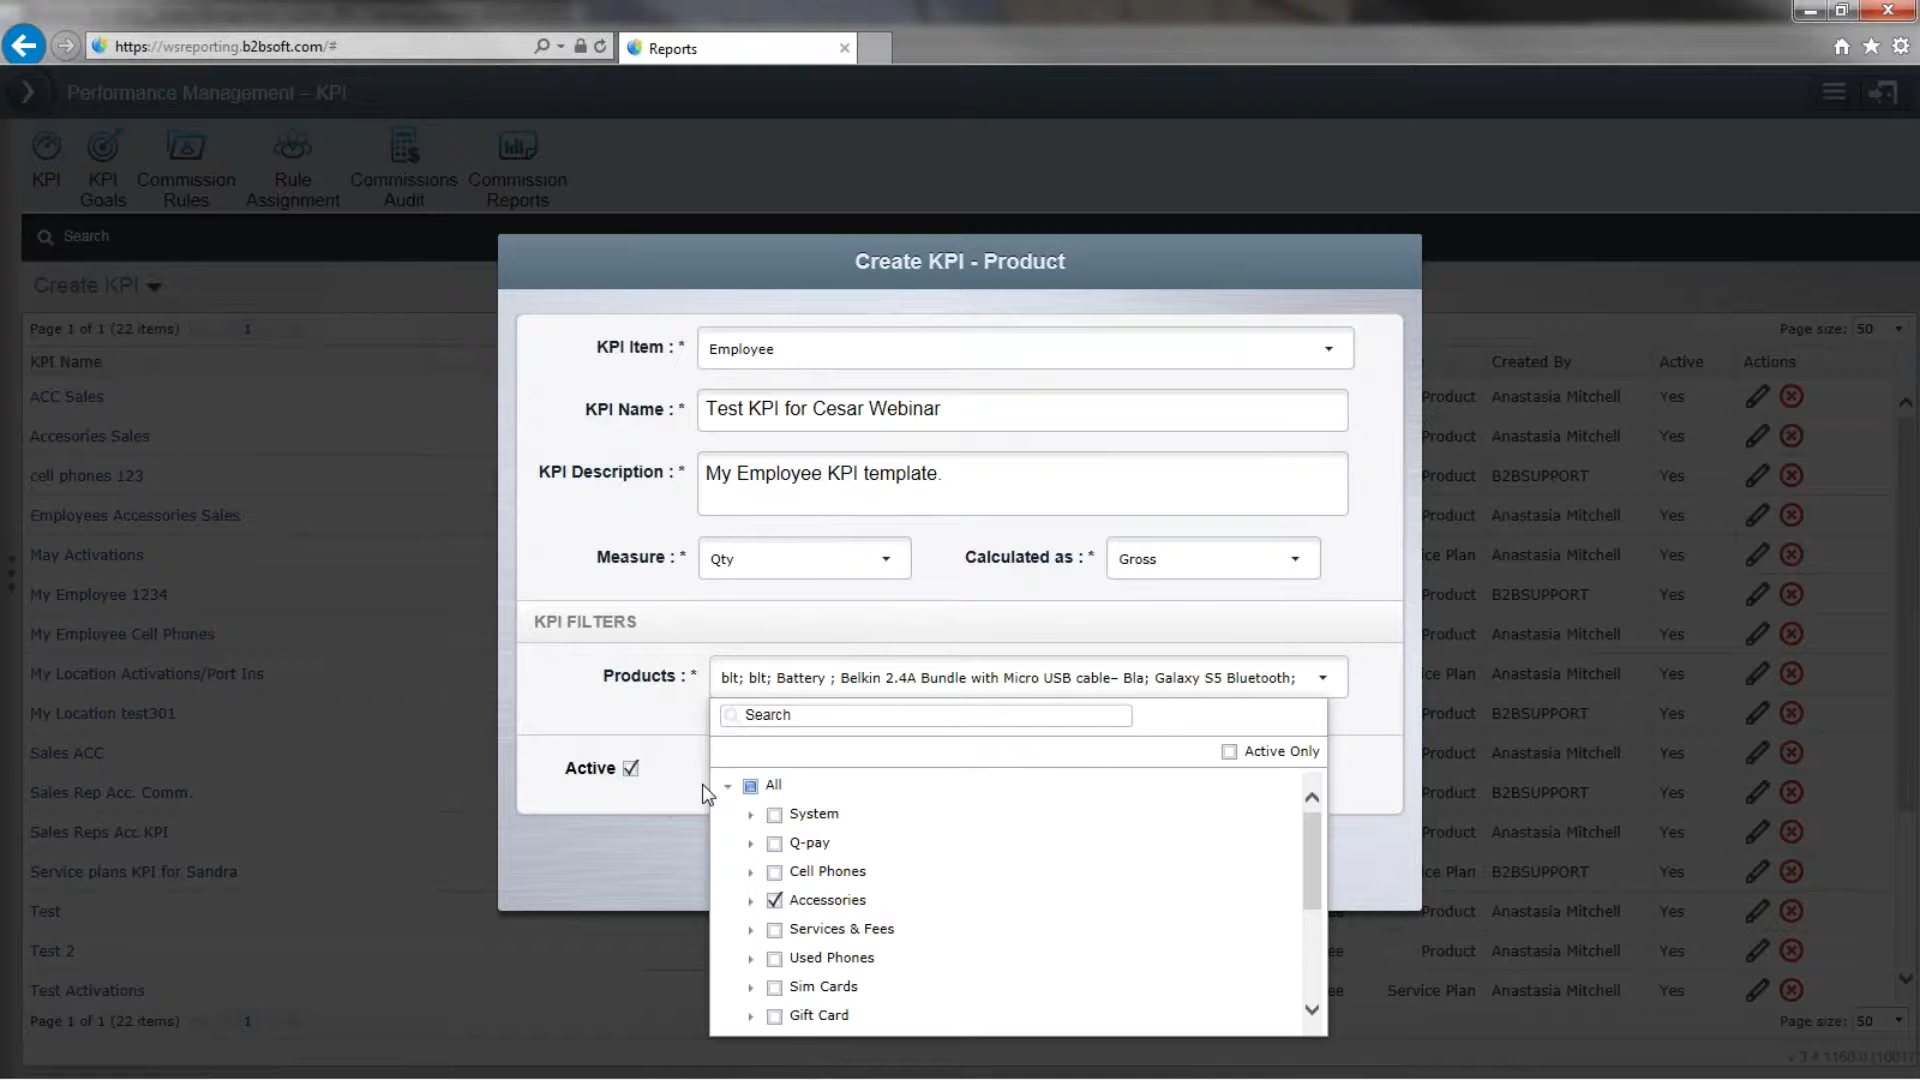 https://wsreporting.b2bsoft.com/#
Reports
Performance Management – KPI
KPI
KPI Goals
Commission Rules
Rule Assignment
Commissions Audit
Commission Reports
Search
Create KPI
Page 1 of 1 (22 items) 1
Page size: 50
KPI Name
Created By Active Actions
ACC Sales
Product Anastasia Mitchell Yes
Accesories Sales
Product Anastasia Mitchell Yes
cell phones 123
Product B2BSUPPORT Yes
Employees Accessories Sales
Product Anastasia Mitchell Yes
May Activations
ice Plan Anastasia Mitchell Yes
My Employee 1234
Product B2BSUPPORT Yes
My Employee Cell Phones
Product Anastasia Mitchell Yes
My Location Activations/Port Ins
ice Plan Anastasia Mitchell Yes
My Location test301
Product B2BSUPPORT Yes
Sales ACC
Product Anastasia Mitchell Yes
Sales Rep Acc. Comm.
Product B2BSUPPORT Yes
Sales Reps Acc KPI
Product Anastasia Mitchell Yes
Service plans KPI for Sandra
ice Plan B2BSUPPORT Yes
Test
Product Anastasia Mitchell Yes
Test 2
ee Product Anastasia Mitchell Yes
Test Activations
ee Service Plan Anastasia Mitchell Yes
Page 1 of 1 (22 items) 1
Page size: 50
Create KPI - Product
KPI Item : * Employee
KPI Name : * Test KPI for Cesar Webinar
KPI Description : * My Employee KPI template.
Measure : * Qty Calculated as : * Gross
KPI FILTERS
Products : * blt; blt; Battery ; Belkin 2.4A Bundle with Micro USB cable– Bla; Galaxy S5 Bluetooth;
Search
Active Only
Active
All
System
Q-pay
Cell Phones
Accessories
Services & Fees
Used Phones
Sim Cards
Gift Card